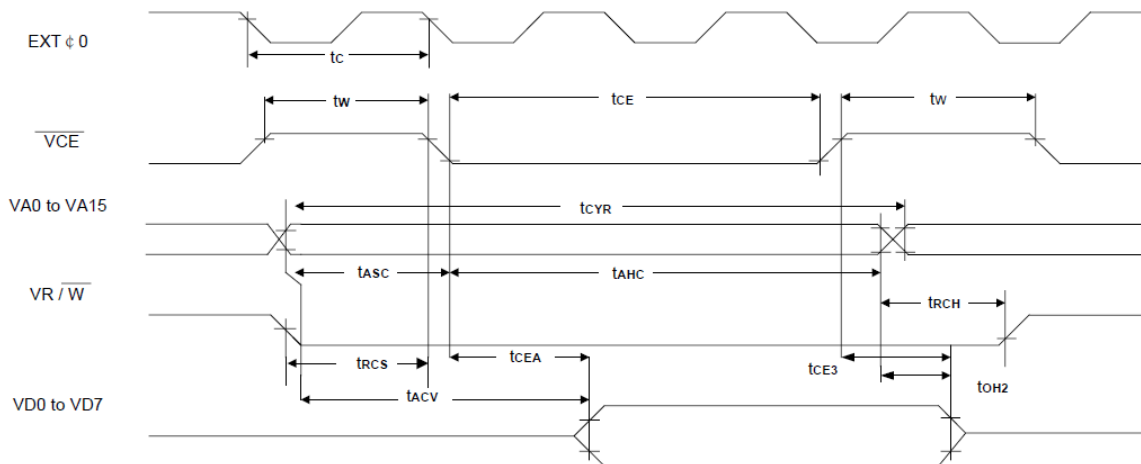 EXT ¢ 0
tC
tW
tCE
tW
VCE
VA0 to VA15
tCYR
tASC
tAHC
VR / W
tRCH
tCEA
tRCS
tCE3
tOH2
tACV
VD0 to VD7